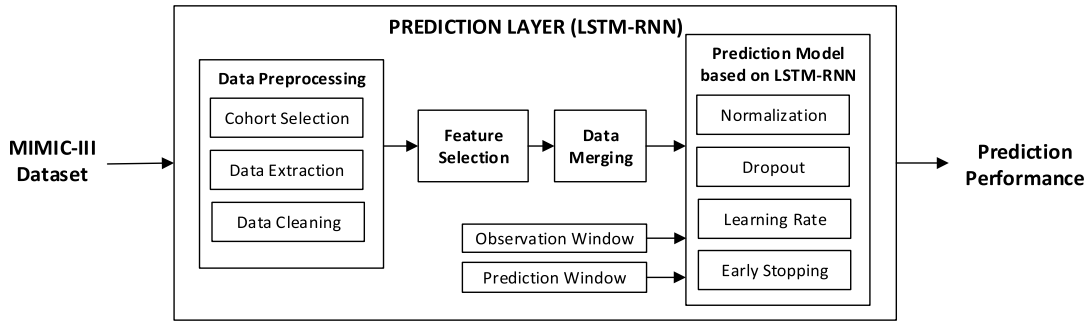 PREDICTION LAYER (LSTM-RNN)
MIMIC-III
Dataset
Data Preprocessing
Cohort Selection
Data Extraction
Data Cleaning
Feature
Selection
Data
Merging
Observation Window
Prediction Window
Prediction Model
based on LSTM-RNN
Normalization
Dropout
Learning Rate
Early Stopping
Prediction
Performance